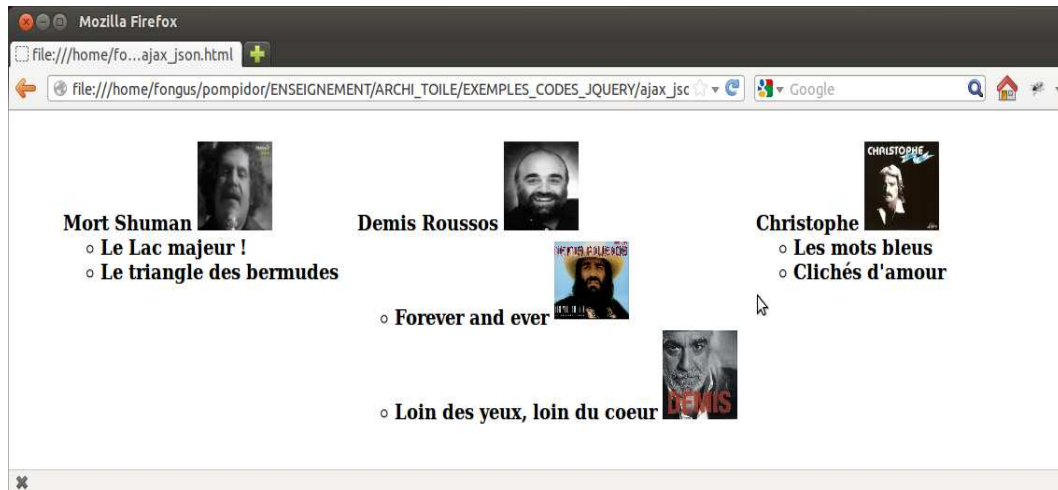 Mozilla Firefox
file:///home/fo...ajax_json.html
file:///home/fongus/pompidor/ENSEIGNEMENT/ARCHI_TOILE/EXEMPLES_CODES_JQUERY/ajax_jsc
Google
CHRISTOPHE
Mort Shuman
Demis Roussos
Christophe
Le Lac majeur !
Le triangle des bermudes
Les mots bleus
Clichés d'amour
DEMIS ROUSSOS
Forever and ever
DEMIS
Loin des yeux, loin du coeur